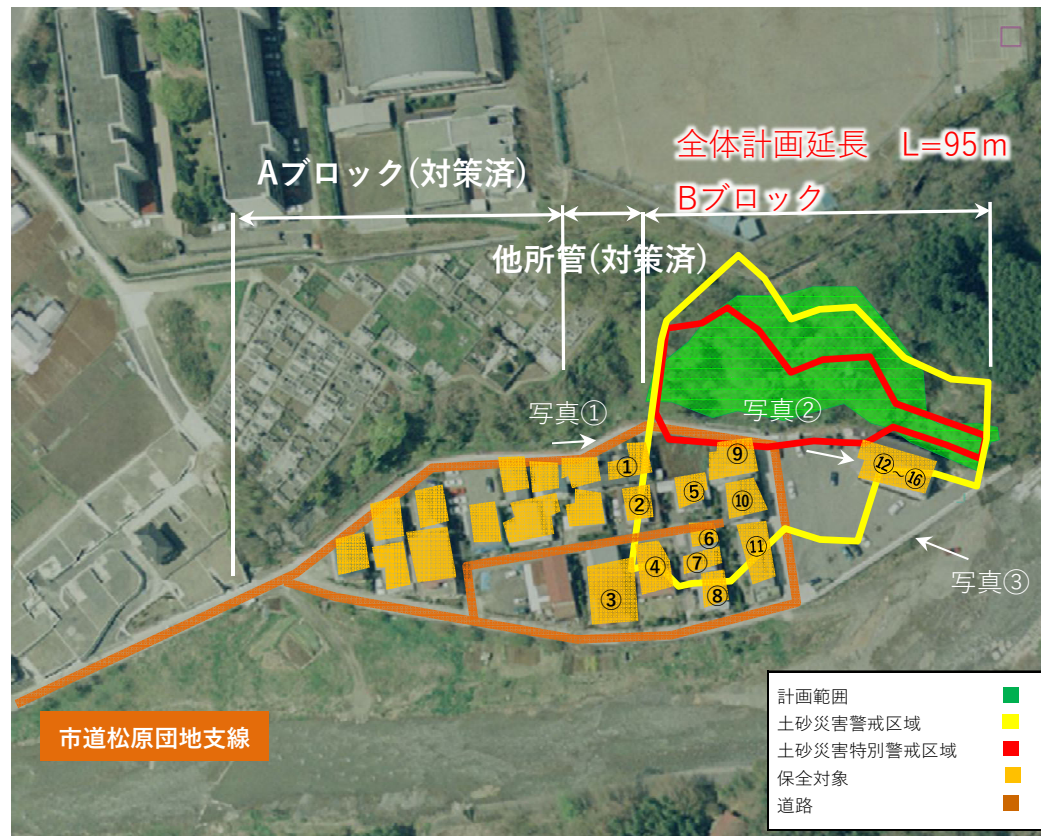 全体計画延長　L=95m
Aブロック(対策済)
Bブロック
他所管(対策済)
写真①
写真②
⑨
①
⑫～⑯
⑤
②
⑩
⑥
⑪
④
⑦
写真③
③
⑧
市道松原団地支線
計画範囲
土砂災害警戒区域
土砂災害特別警戒区域
保全対象
道路